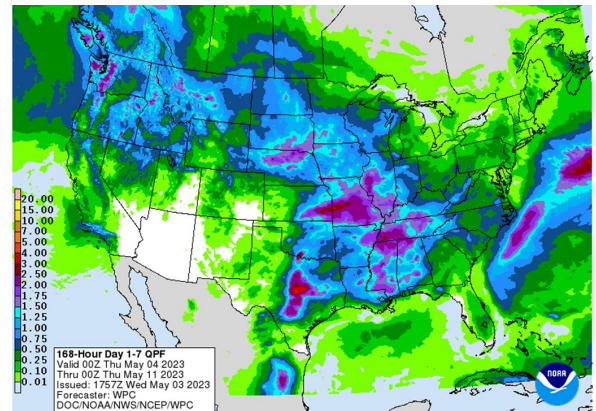 20.00
15.00
10.00
7.00
5.00
4.00
3.00
2.50
2.00
1.75
1.50
1.25
1.00
0.75
0.50
0.25
0.10
0.01
168-Hour Day 1-7 QPF
Valid 00Z Thu May 04 2023
Thru 00Z Thu May 11 2023
Issued: 1757Z Wed May 03 2023
Forecaster: WPC
DOC/NOAA/NWS/NCEP/WPC
NOAA